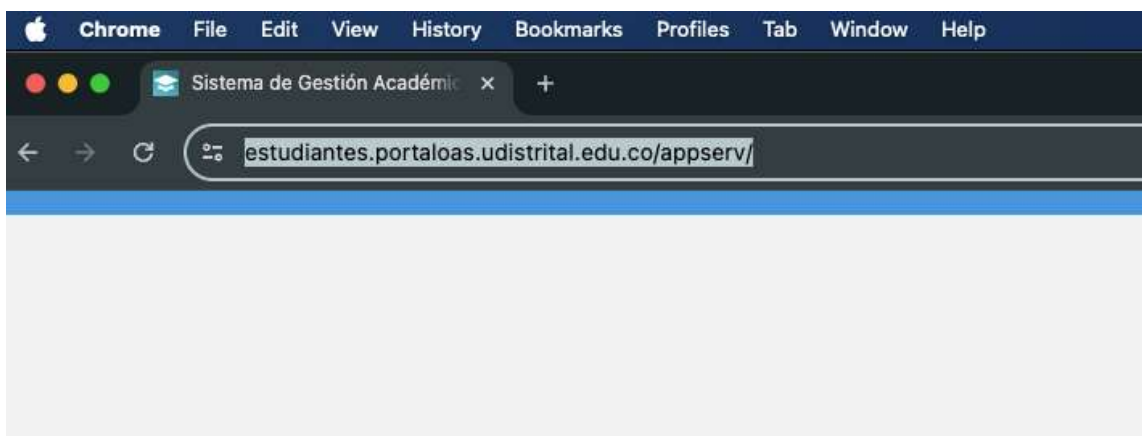 Chrome File Edit View History Bookmarks Profiles Tab Window Help
Sistema de Gestión Académic
estudiantes.portaloas.udistrital.edu.co/appserv/